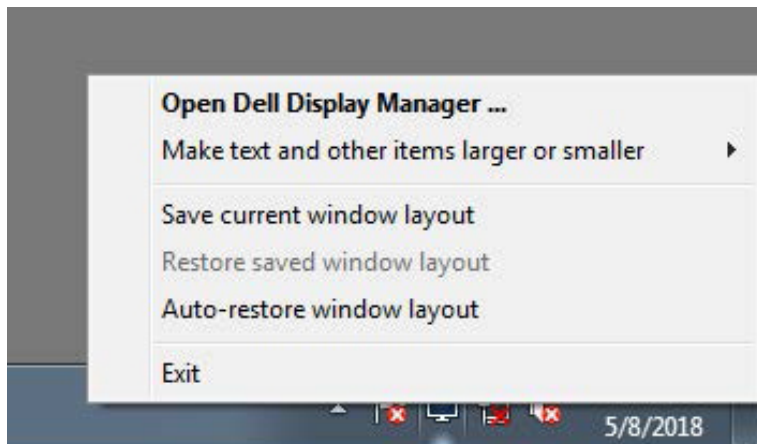 Open Dell Display Manager ...
Make text and other items larger or smaller
Save current window layout
Restore saved window layout
Auto-restore window layout
Exit
5/8/2018